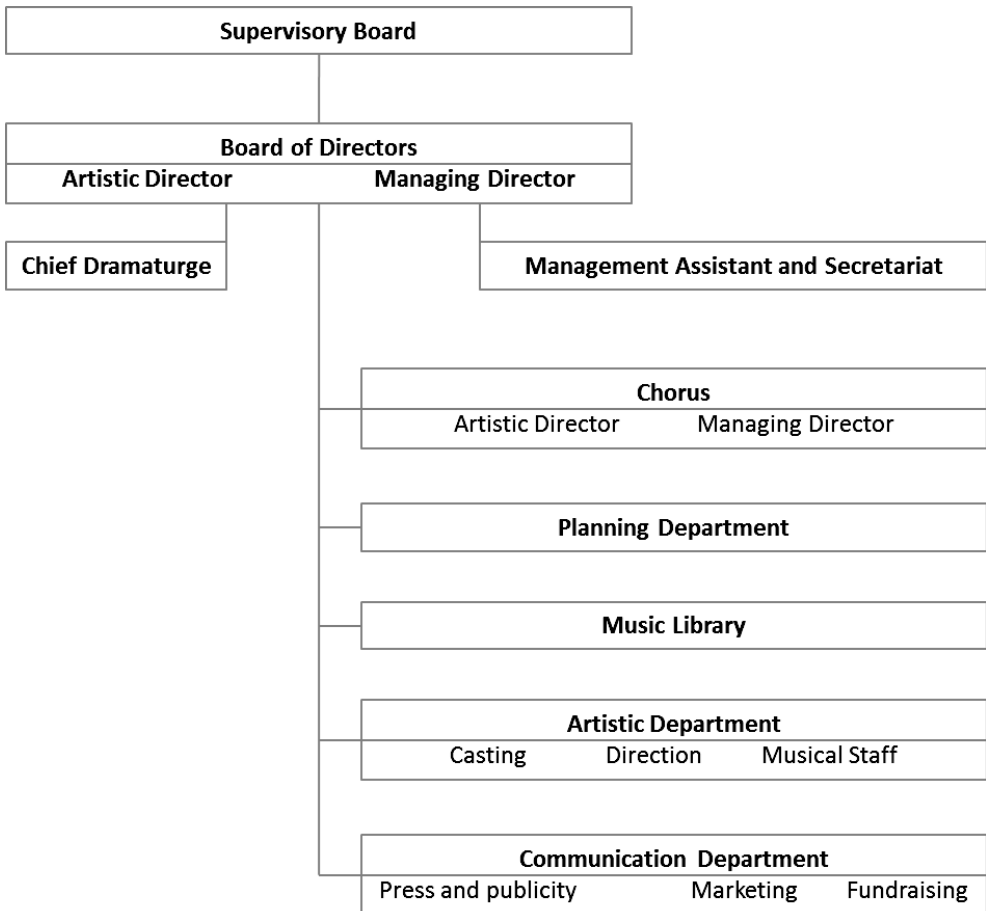 Supervisory Board
Board of Directors
Artistic Director Managing Director
Chief Dramaturge Management Assistant and Secretariat
Chorus
Artistic Director Managing Director
Planning Department
Music Library
Artistic Department
Casting Direction Musical Staff
Communication Department
Press and publicity Marketing Fundraising